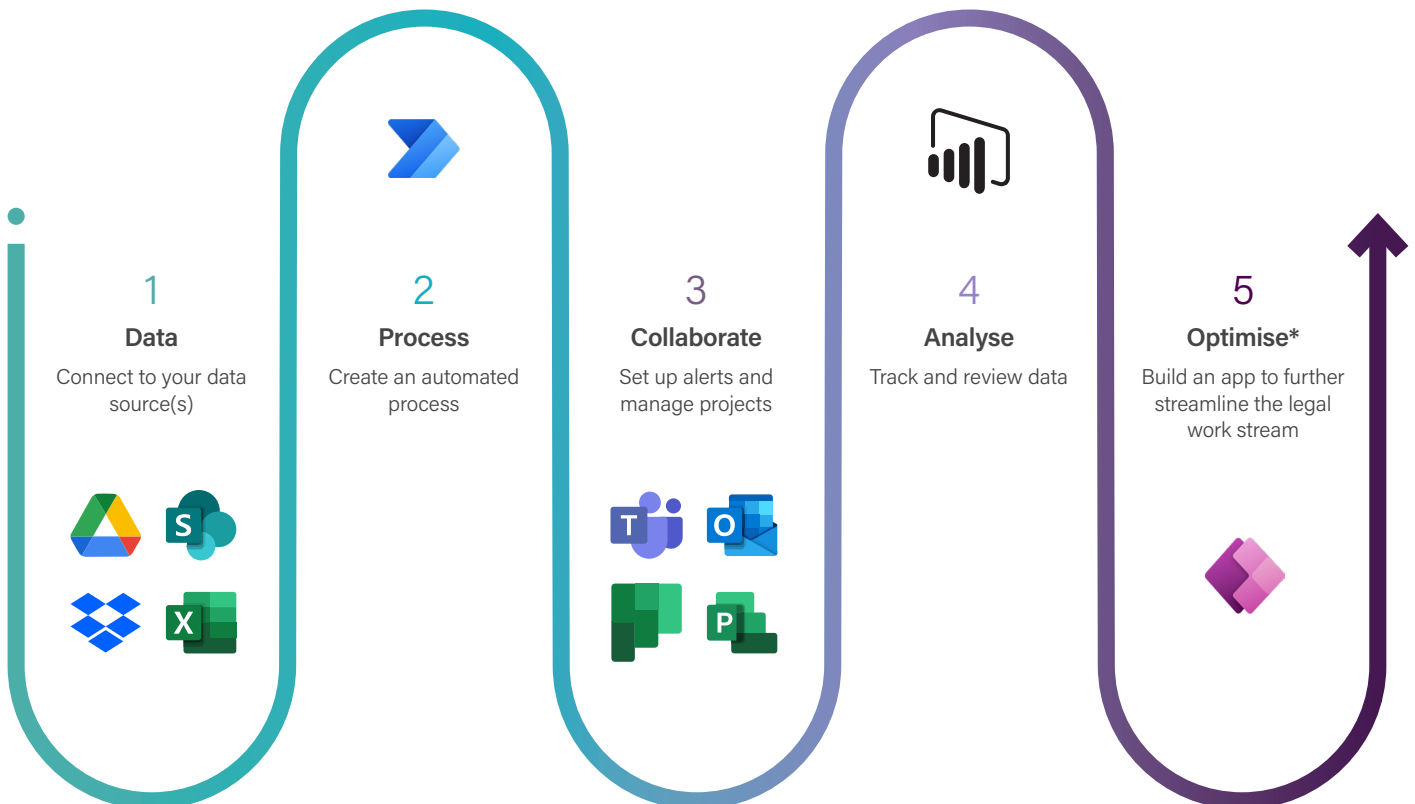 1
Data
Connect to your data
source(s)
2
Process
Create an automated
process
3
Collaborate
Set up alerts and
manage projects
4
Analyse
Track and review data
5
Optimise*
Build an app to further
streamline the legal
work stream
S
X
T
O
P